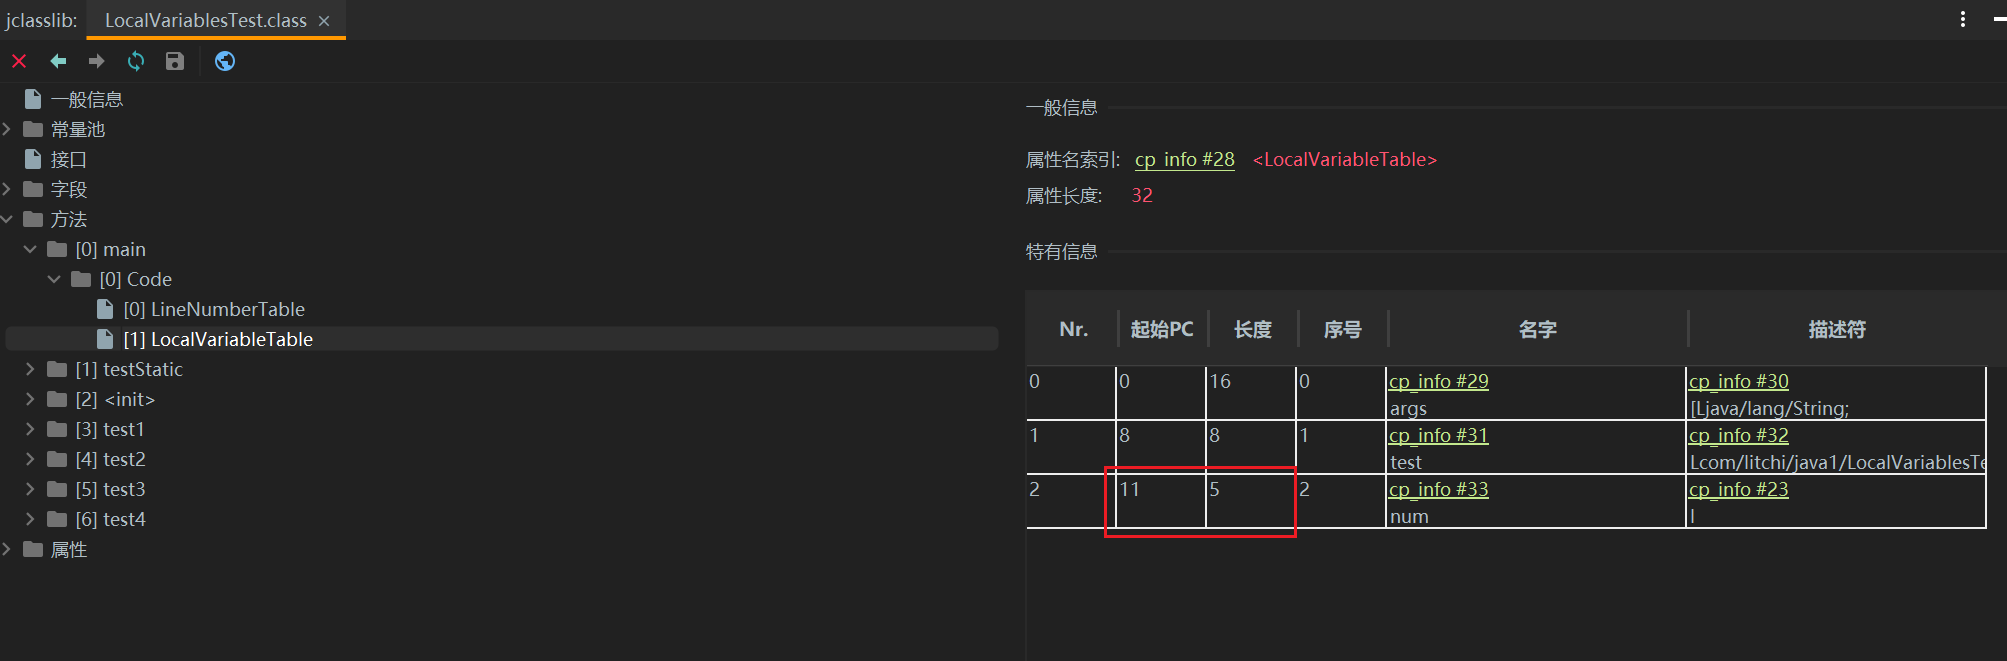 jclasslib: LocalVariablesTest.class
一般信息
常量池
接口
字段
方法
[0] main
[0] Code
[0] LineNumberTable
[1] LocalVariableTable
[1] testStatic
[2] <init>
[3] test1
[4] test2
[5] test3
[6] test4
属性
一般信息
属性名索引: cp_info #28 <LocalVariableTable>
属性长度: 32
特有信息
Nr. 起始PC 长度 序号 名字 描述符
0 0 16 0 cp_info #29 cp_info #30
args [Ljava/lang/String;
1 8 8 1 cp_info #31 cp_info #32
test Lcom/litchi/java1/LocalVariablesTe
2 11 5 2 cp_info #33 cp_info #23
num I